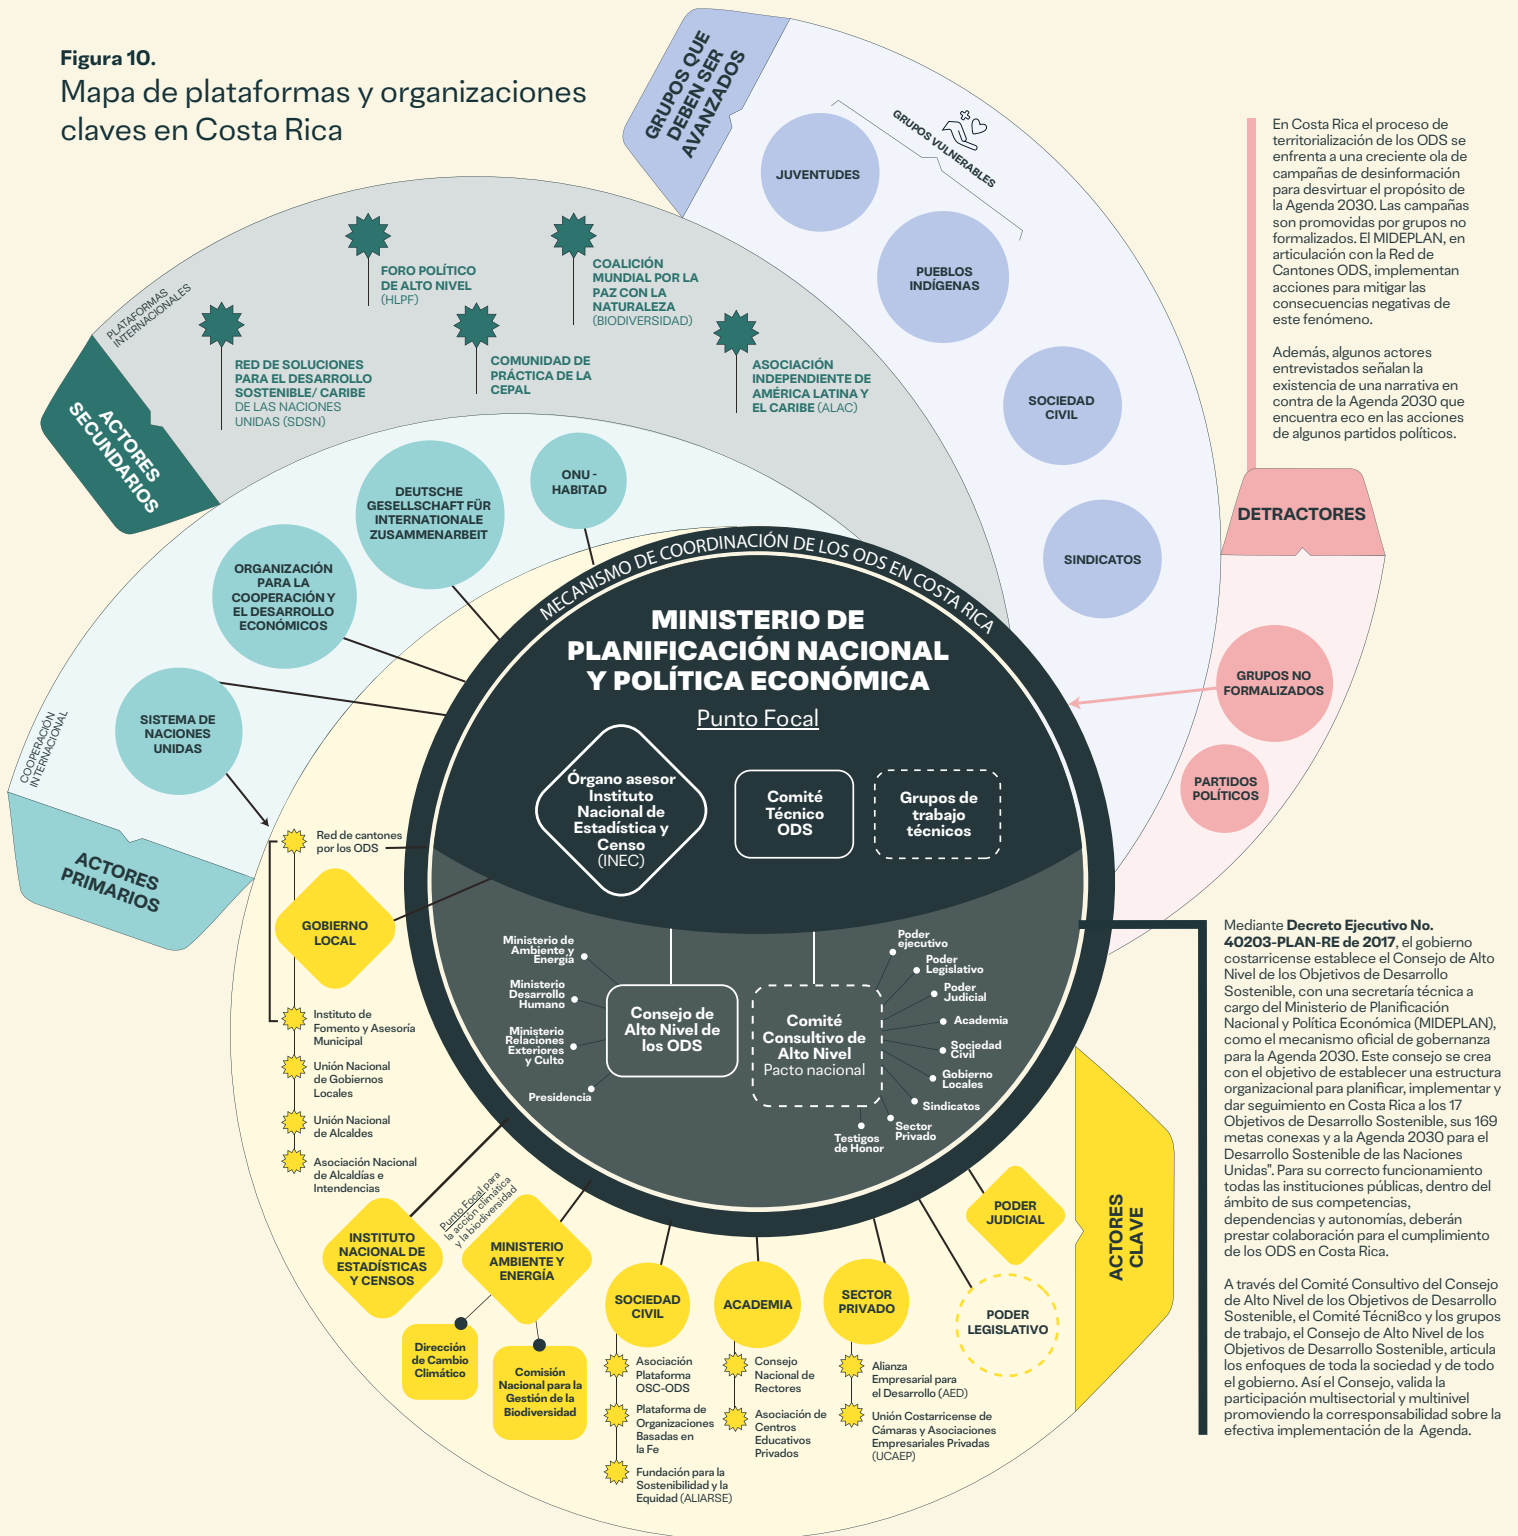 Figura 10.
Mapa de plataformas y organizaciones
claves en Costa Rica
GRUPOS QUE
DEBEN SER
AVANZADOS
GRUPOS VULNERABLES
JUVENTUDES
PUEBLOS
INDÍGENAS
SOCIEDAD
CIVIL
SINDICATOS
En Costa Rica el proceso de
territorialización de los ODS se
enfrenta a una creciente ola de
campañas de desinformación
para desvirtuar el propósito de
la Agenda 2030. Las campañas
son promovidas por grupos no
formalizados. El MIDEPLAN, en
articulación con la Red de
Cantones ODS, implementan
acciones para mitigar las
consecuencias negativas de
este fenómeno.
Además, algunos actores
entrevistados señalan la
existencia de una narrativa en
contra de la Agenda 2030 que
encuentra eco en las acciones
de algunos partidos políticos.
DETRACTORES
GRUPOS NO
FORMALIZADOS
PARTIDOS
POLÍTICOS
ACTORES
SECUNDARIOS
PLATAFORMAS
INTERNACIONALES
FORO POLÍTICO
DE ALTO NIVEL
(HLPF)
COALICIÓN
MUNDIAL POR LA
PAZ CON LA
NATURALEZA
(BIODIVERSIDAD)
RED DE SOLUCIONES
PARA EL DESARROLLO
SOSTENIBLE/ CARIBE
DE LAS NACIONES
UNIDAS (SDSN)
COMUNIDAD DE
PRÁCTICA DE LA
CEPAL
ASOCIACIÓN
INDEPENDIENTE DE
AMÉRICA LATINA Y
EL CARIBE (ALAC)
ACTORES
PRIMARIOS
COOPERACIÓN
INTERNACIONAL
ONU -
HABITAD
DEUTSCHE
GESELLSCHAFT FÜR
INTERNATIONALE
ZUSAMMENARBEIT
ORGANIZACIÓN
PARA LA
COOPERACIÓN Y
EL DESARROLLO
ECONÓMICOS
SISTEMA DE
NACIONES
UNIDAS
MECANISMO DE COORDINACIÓN DE LOS ODS EN COSTA RICA
MINISTERIO DE
PLANIFICACIÓN NACIONAL
Y POLÍTICA ECONÓMICA
Punto Focal
Órgano asesor
Instituto
Nacional de
Estadística y
Censo
(INEC)
Comité
Técnico
ODS
Grupos de
trabajo
técnicos
Consejo de
Alto Nivel de
los ODS
Ministerio de
Ambiente y
Energía
Ministerio
Desarrollo
Humano
Ministerio
Relaciones
Exteriores
y Culto
Presidencia
Comité
Consultivo de
Alto Nivel
Pacto nacional
Poder
ejecutivo
Poder
Legislativo
Poder
Judicial
Academia
Sociedad
Civil
Gobierno
Locales
Sindicatos
Sector
Privado
Testigos
de Honor
Red de cantones
por los ODS
GOBIERNO
LOCAL
Instituto de
Fomento y Asesoría
Municipal
Unión Nacional
de Gobiernos
Locales
Unión Nacional
de Alcaldes
Asociación Nacional
de Alcaldías e
Intendencias
INSTITUTO
NACIONAL DE
ESTADÍSTICAS
Y CENSOS
Punto Focal para
la acción climática
y la biodiversidad
MINISTERIO
AMBIENTE Y
ENERGÍA
Dirección
de Cambio
Climático
Comisión
Nacional para la
Gestión de la
Biodiversidad
SOCIEDAD
CIVIL
Asociación
Plataforma
OSC-ODS
Plataforma de
Organizaciones
Basadas en
la Fe
Fundación para la
Sostenibilidad y la
Equidad (ALIARSE)
ACADEMIA
Consejo
Nacional de
Rectores
Asociación de
Centros
Educativos
Privados
SECTOR
PRIVADO
Alianza
Empresarial para
el Desarrollo (AED)
Unión Costarricense de
Cámaras y Asociaciones
Empresariales Privadas
(UCAEP)
PODER
JUDICIAL
PODER
LEGISLATIVO
ACTORES
CLAVE
Mediante Decreto Ejecutivo No.
40203-PLAN-RE de 2017, el gobierno
costarricense establece el Consejo de Alto
Nivel de los Objetivos de Desarrollo
Sostenible, con una secretaría técnica a
cargo del Ministerio de Planificación
Nacional y Política Económica (MIDEPLAN),
como el mecanismo oficial de gobernanza
para la Agenda 2030. Este consejo se crea
con el objetivo de establecer una estructura
organizacional para planificar, implementar y
dar seguimiento en Costa Rica a los 17
Objetivos de Desarrollo Sostenible, sus 169
metas conexas y a la Agenda 2030 para el
Desarrollo Sostenible de las Naciones
Unidas”. Para su correcto funcionamiento
todas las instituciones públicas, dentro del
ámbito de sus competencias,
dependencias y autonomías, deberán
prestar colaboración para el cumplimiento
de los ODS en Costa Rica.
A través del Comité Consultivo del Consejo
de Alto Nivel de los Objetivos de Desarrollo
Sostenible, el Comité Técni8co y los grupos
de trabajo, el Consejo de Alto Nivel de los
Objetivos de Desarrollo Sostenible, articula
los enfoques de toda la sociedad y de todo
el gobierno. Así el Consejo, valida la
participación multisectorial y multinivel
promoviendo la corresponsabilidad sobre la
efectiva implementación de la Agenda.